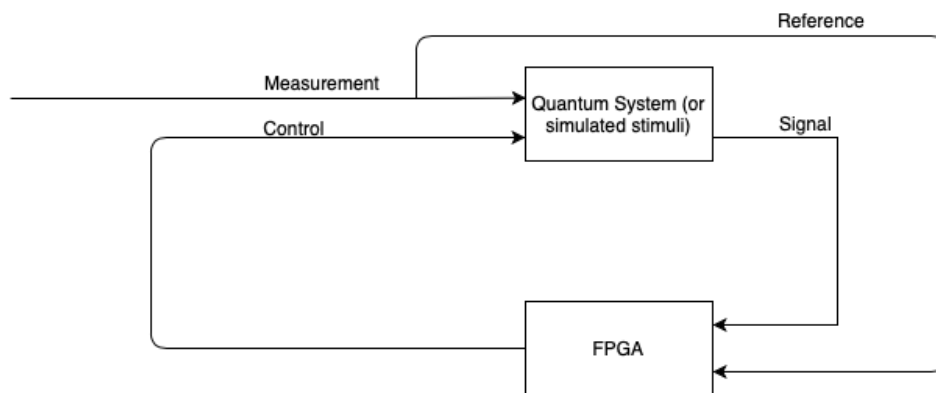 Reference
Measurement
Quantum System (or
simulated stimuli)
Control
Signal
FPGA